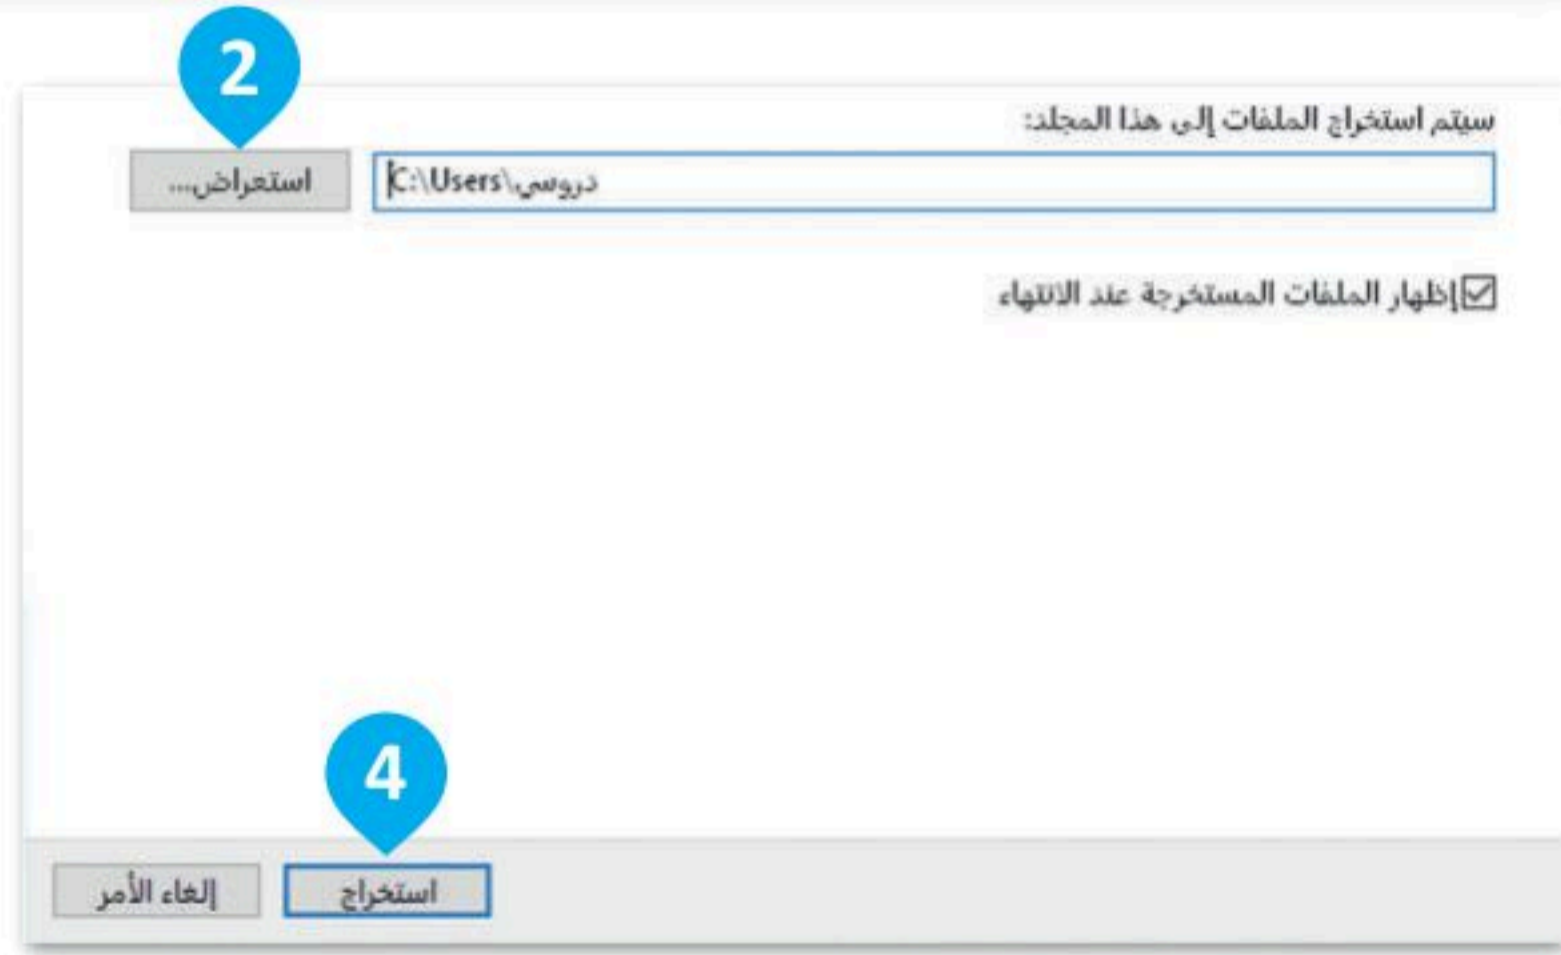 2
سيتم استخراج الملفات إلى هذا المجلد:
C:\Users\دروسي
استعراض...
إظهار الملفات المستخرجة عند الانتهاء
4
استخراج
إلغاء الأمر